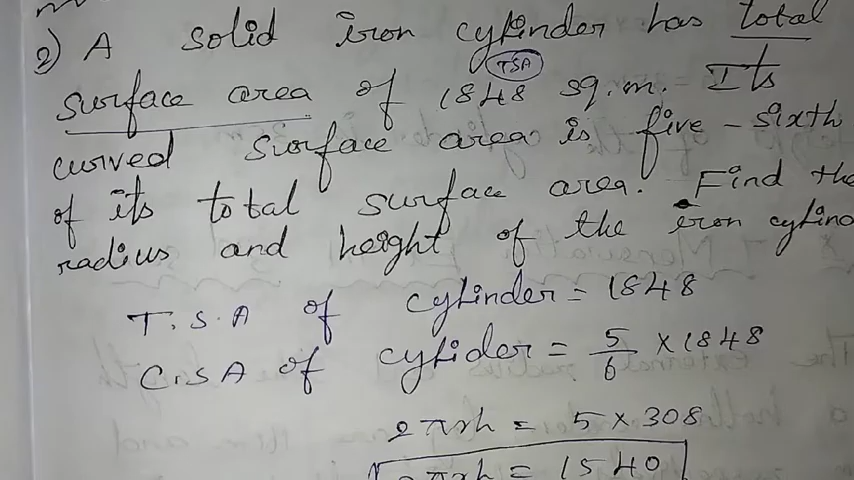 2) A solid iron cylinder has total
TSA
surface area of 1848 sq.m. Its
curved surface area is five - sixth
of its total surface area. Find the
radius and height of the iron
T.S.A of cylinder = 1848
C.S.A of cylider = 5/6 × 1848
2πrh = 5 × 308
2πrh = 1540